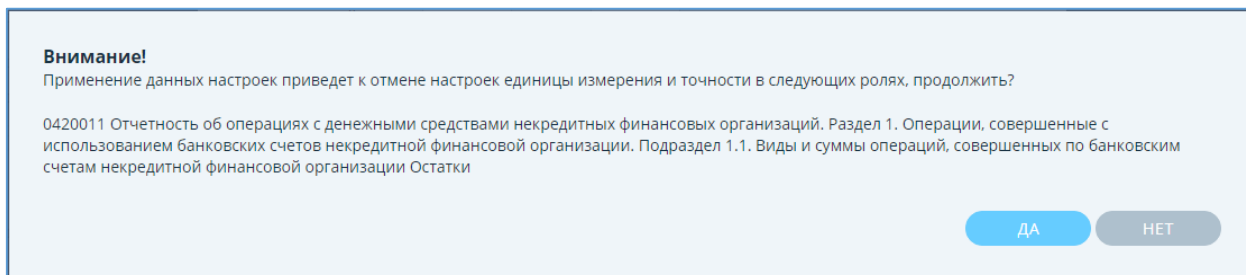 Внимание!
Применение данных настроек приведет к отмене настроек единицы измерения и точности в следующих ролях, продолжить?
0420011 Отчетность об операциях с денежными средствами некредитных финансовых организаций. Раздел 1. Операции, совершенные с
использованием банковских счетов некредитной финансовой организации. Подраздел 1.1. Виды и суммы операций, совершенных по банковским
счетам некредитной финансовой организации Остатки
ДА НЕТ